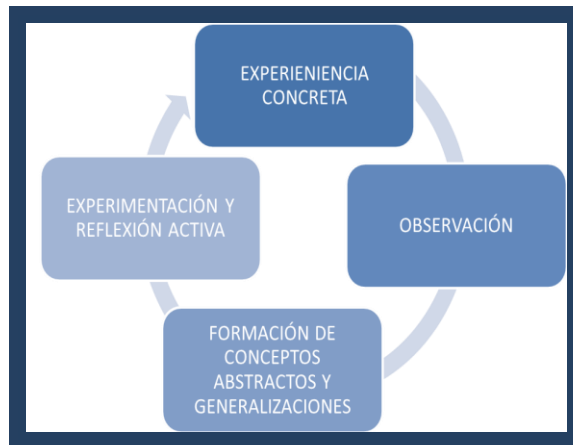 EXPERIENIENCIA
CONCRETA
OBSERVACIÓN
FORMACIÓN DE
CONCEPTOS
ABSTRACTOS Y
GENERALIZACIONES
EXPERIMENTACIÓN Y
REFLEXIÓN ACTIVA